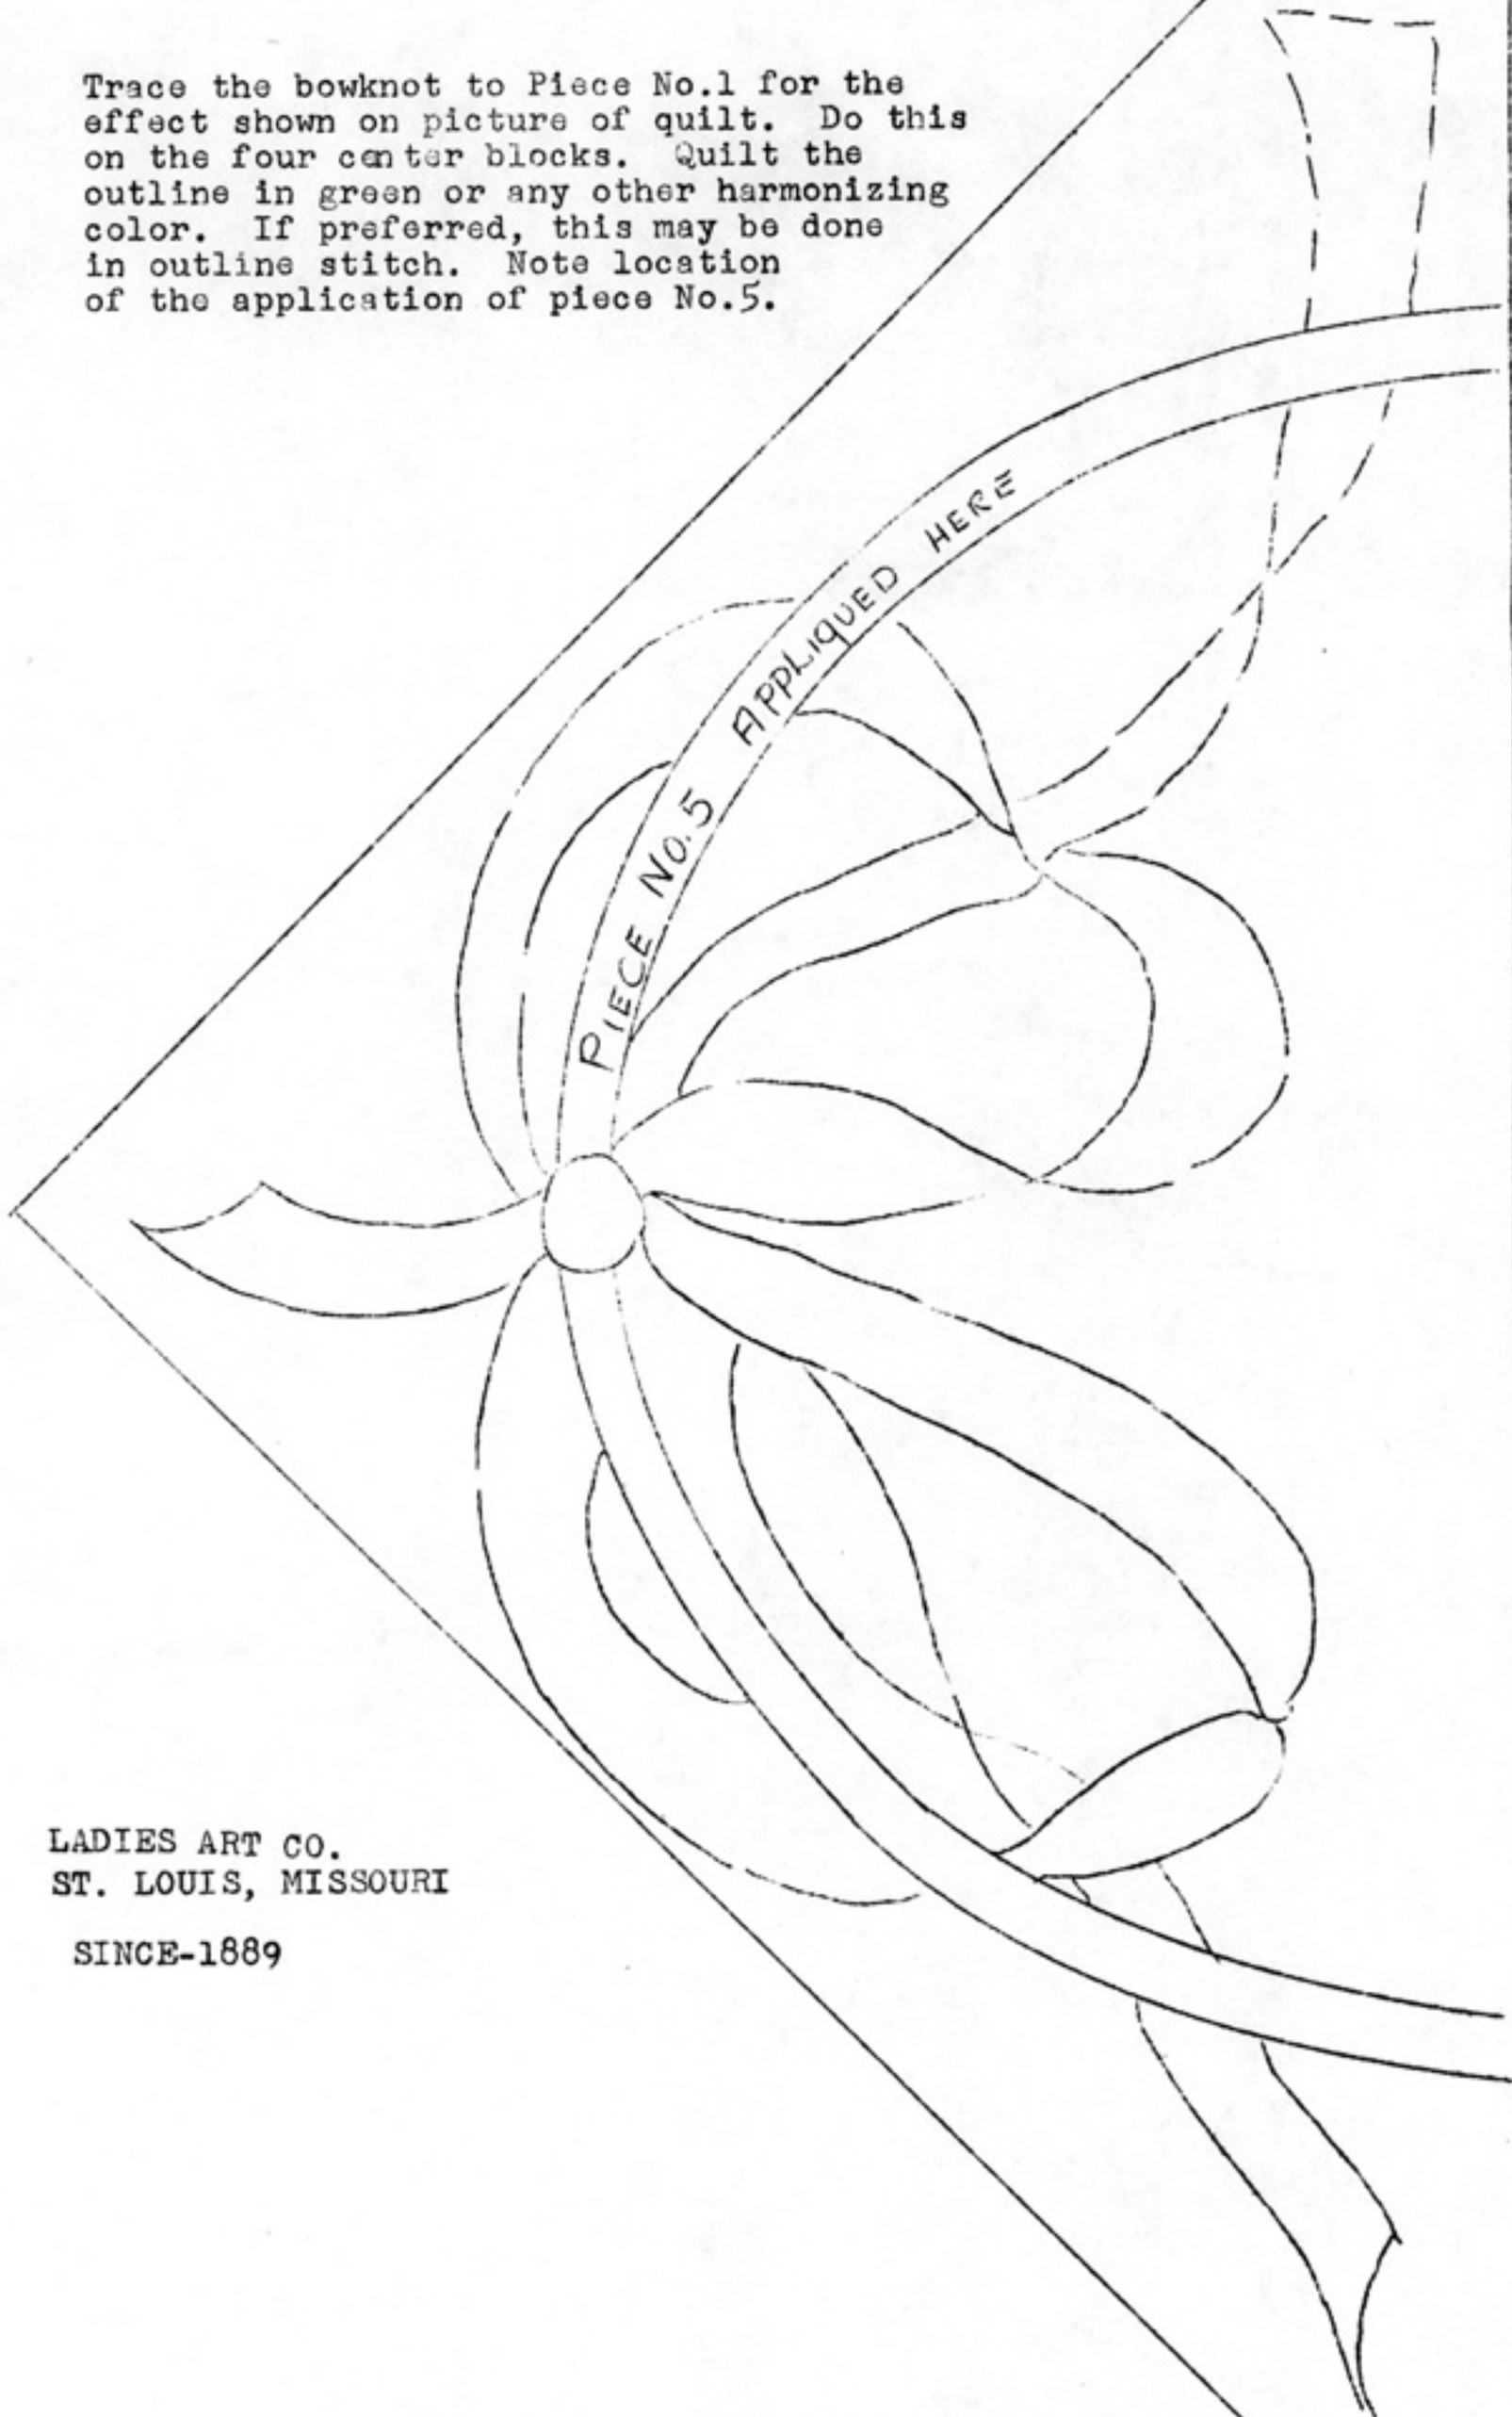 Trace the bowknot to Piece No.1 for the
effect shown on picture of quilt.  Do this
on the four center blocks.  Quilt the
outline in green or any other harmonizing
color.  If preferred, this may be done
in outline stitch.  Note location
of the application of piece No.5.
PIECE No. 5 APPLIQUED HERE
LADIES ART CO.
ST. LOUIS, MISSOURI
SINCE-1889